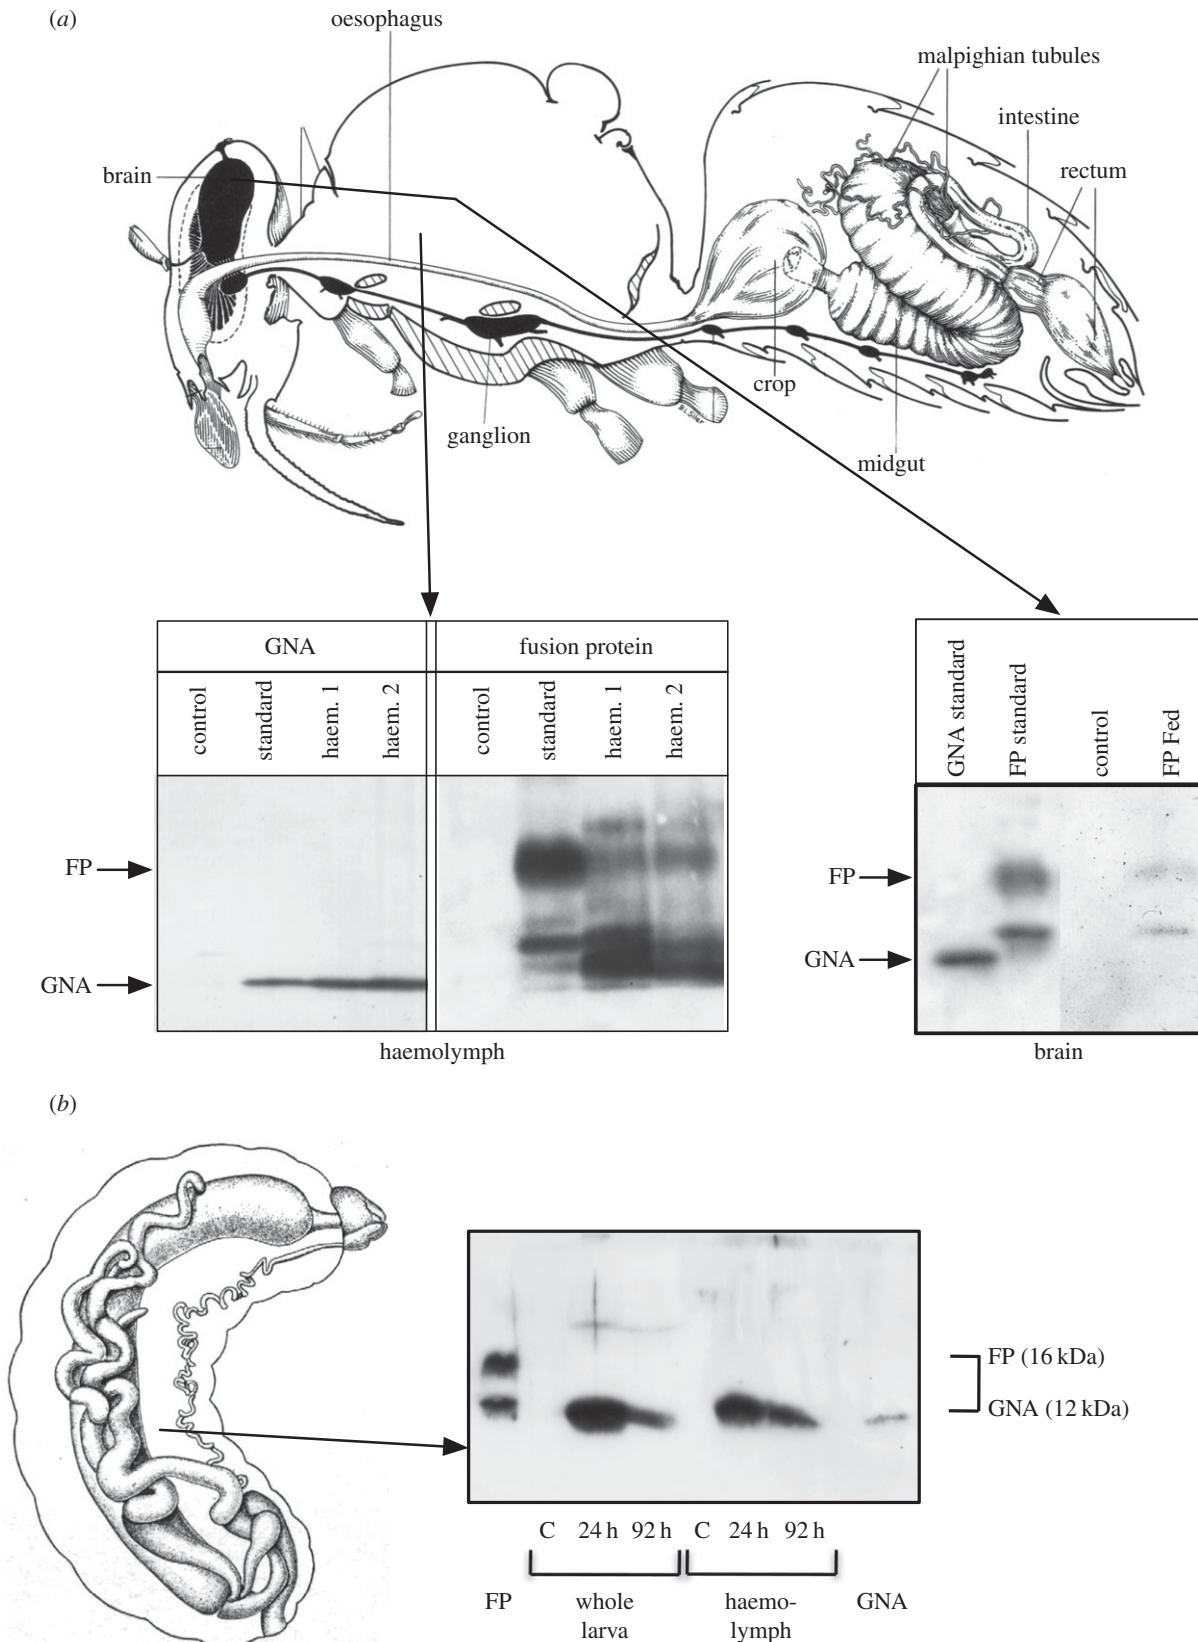 (a)
oesophagus
malpighian tubules
intestine
brain
rectum
crop
ganglion
midgut
GNA
fusion protein
control
standard
haem. 1
haem. 2
control
standard
haem. 1
haem. 2
FP
GNA
haemolymph
GNA standard
FP standard
control
FP Fed
FP
GNA
brain
(b)
FP (16 kDa)
GNA (12 kDa)
C 24 h 92 h C 24 h 92 h
FP whole haemo- GNA
larva lymph